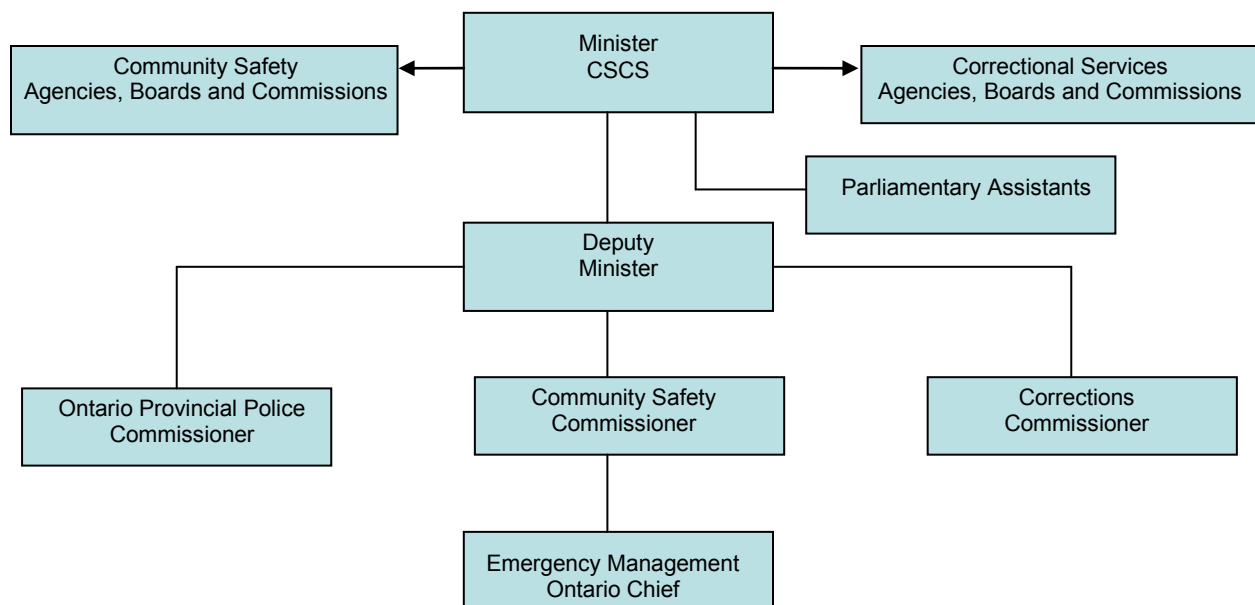 Minister
CSCS
Community Safety
Agencies, Boards and Commissions
Correctional Services
Agencies, Boards and Commissions
Parliamentary Assistants
Deputy
Minister
Ontario Provincial Police
Commissioner
Community Safety
Commissioner
Corrections
Commissioner
Emergency Management
Ontario Chief